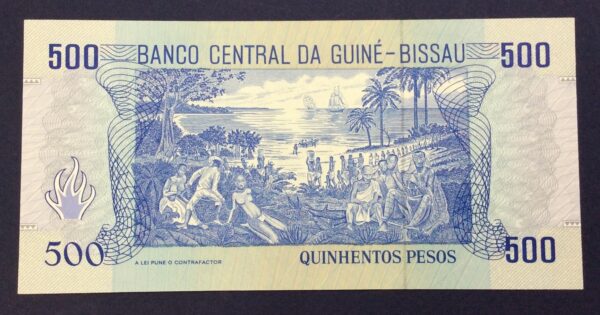 500 BANCO CENTRAL DA GUINÉ-BISSAU 500
500 A LEI PUNE O CONTRAFACTOR QUINHENTOS PESOS 500